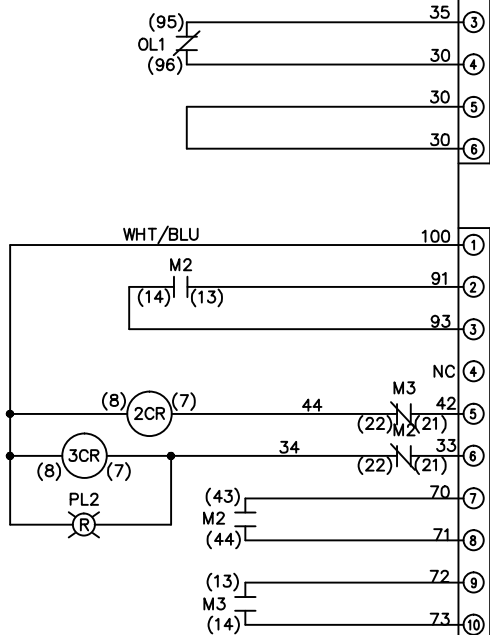 (95) 35 3
OL1
(96) 30 4
30 5
30 6
WHT/BLU 100 1
M2 91 2
(14) (13)
93 3
NC 4
M3
(8) 2CR (7) 44 (22) (21) 42 5
M2
3CR 34 33 6
(8) (7) (22) (21)
PL2
R
(43) 70 7
M2
(44) 71 8
(13) 72 9
M3
(14) 73 10